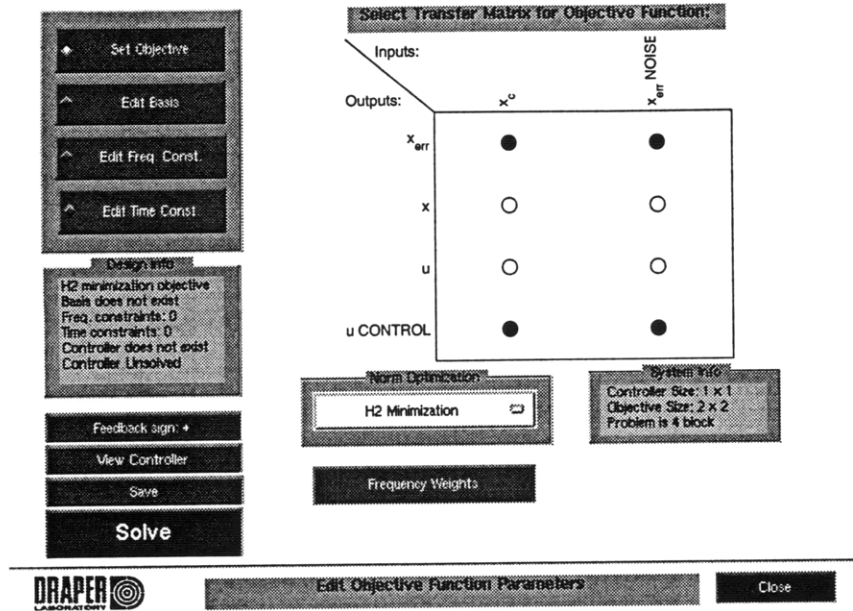 Select Transfer Matrix for Objective Function:
Set Objective
Edit Basis
Edit Freq. Const.
Edit Time Const.
Inputs:
Outputs:
xc
xerr NOISE
xerr
x
u
u CONTROL
Design Info
H2 minimization objective
Basis does not exist
Freq. constraints: 0
Time constraints: 0
Controller does not exist
Controller Unsolved
Norm Optimization
H2 Minimization
System Info
Controller Size: 1 x 1
Objective Size: 2 x 2
Problem is 4 block
Feedback sign: +
View Controller
Save
Solve
Frequency Weights
DRAPER
LABORATORY
Edit Objective Function Parameters
Close